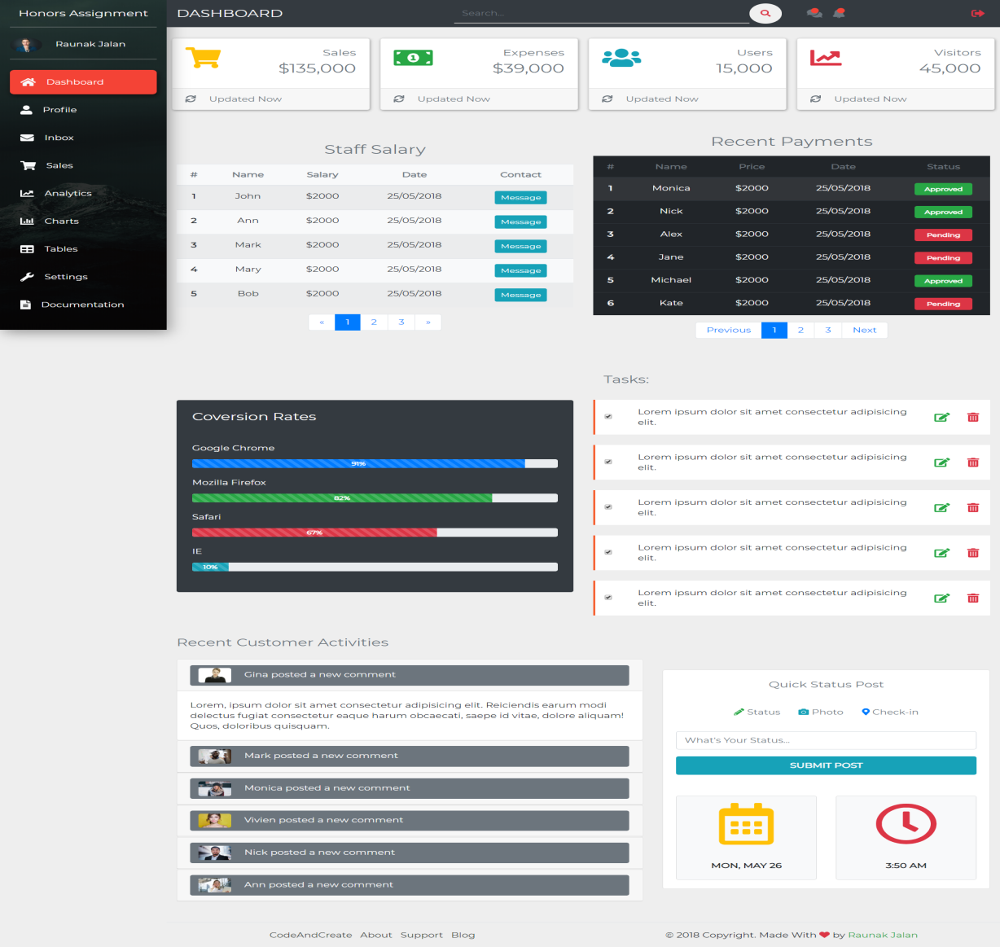 Honors Assignment
Raunak Jalan
Dashboard
Profile
Inbox
Sales
Analytics
Charts
Tables
Settings
Documentation
DASHBOARD
Search...
Sales
$135,000
Updated Now
Expenses
$39,000
Updated Now
Users
15,000
Updated Now
Visitors
45,000
Updated Now
Staff Salary
# Name Salary Date Contact
1 John $2000 25/05/2018 Message
2 Ann $2000 25/05/2018 Message
3 Mark $2000 25/05/2018 Message
4 Mary $2000 25/05/2018 Message
5 Bob $2000 25/05/2018 Message
« 1 2 3 »
Recent Payments
# Name Price Date Status
1 Monica $2000 25/05/2018 Approved
2 Nick $2000 25/05/2018 Approved
3 Alex $2000 25/05/2018 Pending
4 Jane $2000 25/05/2018 Pending
5 Michael $2000 25/05/2018 Approved
6 Kate $2000 25/05/2018 Pending
Previous 1 2 3 Next
Coversion Rates
Google Chrome
91%
Mozilla Firefox
82%
Safari
67%
IE
10%
Tasks:
Lorem ipsum dolor sit amet consectetur adipisicing
elit.
Lorem ipsum dolor sit amet consectetur adipisicing
elit.
Lorem ipsum dolor sit amet consectetur adipisicing
elit.
Lorem ipsum dolor sit amet consectetur adipisicing
elit.
Lorem ipsum dolor sit amet consectetur adipisicing
elit.
Recent Customer Activities
Gina posted a new comment
Lorem, ipsum dolor sit amet consectetur adipisicing elit. Reiciendis earum modi
delectus fugiat consectetur eaque harum obcaecati, saepe id vitae, dolore aliquam!
Quos, doloribus quisquam.
Mark posted a new comment
Monica posted a new comment
Vivien posted a new comment
Nick posted a new comment
Ann posted a new comment
Quick Status Post
Status Photo Check-in
What's Your Status...
SUBMIT POST
MON, MAY 26
3:50 AM
CodeAndCreate About Support Blog
© 2018 Copyright. Made With ❤ by Raunak Jalan